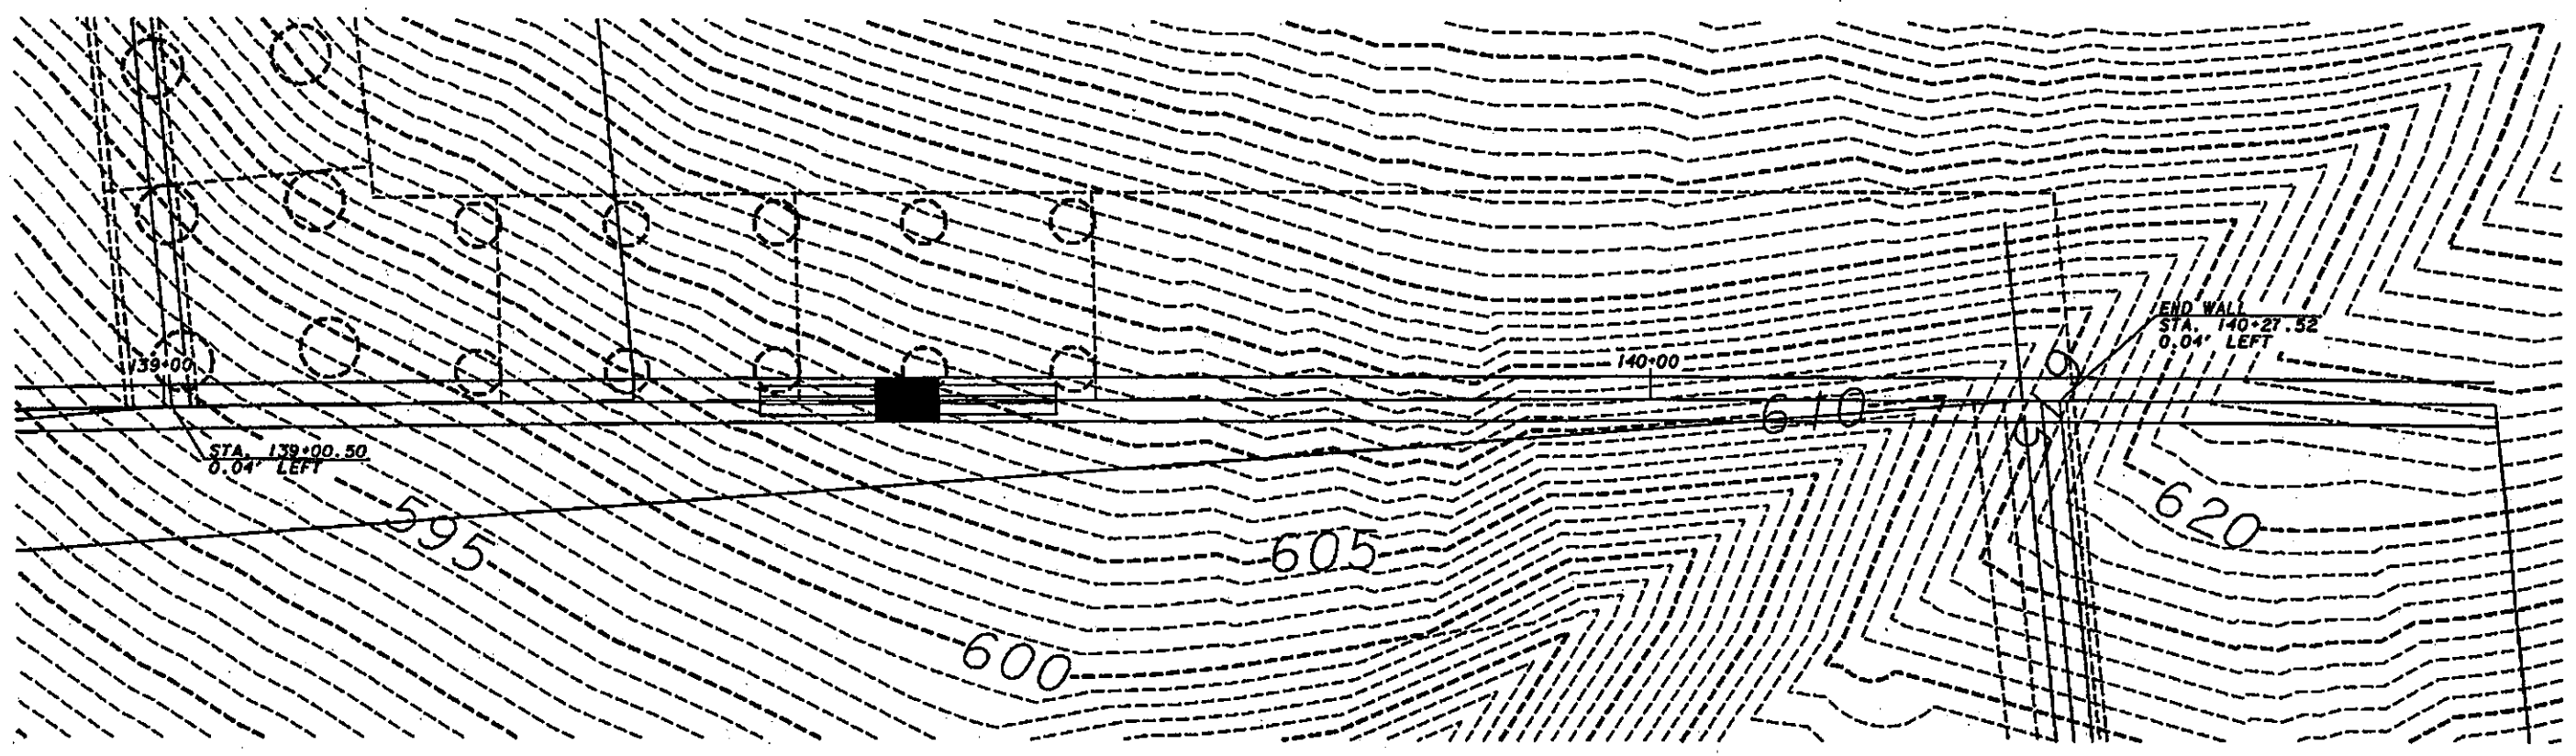 END WALL
STA. 140+27.52
0.04' LEFT
139+00
140+00
610
STA. 139+00.50
0.04' LEFT
595
620
605
600